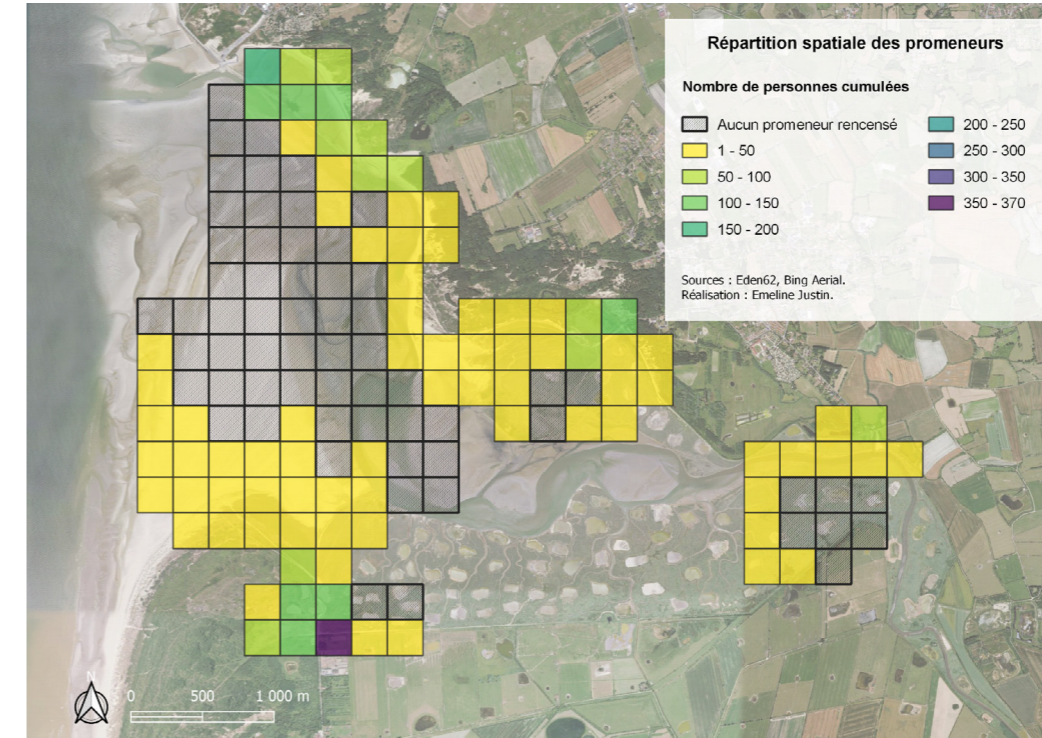 Répartition spatiale des promeneurs
Nombre de personnes cumulées
Aucun promeneur rencensé
1 - 50
50 - 100
100 - 150
150 - 200
200 - 250
250 - 300
300 - 350
350 - 370
Sources : Eden62, Bing Aerial.
Réalisation : Emeline Justin.
0 500 1 000 m